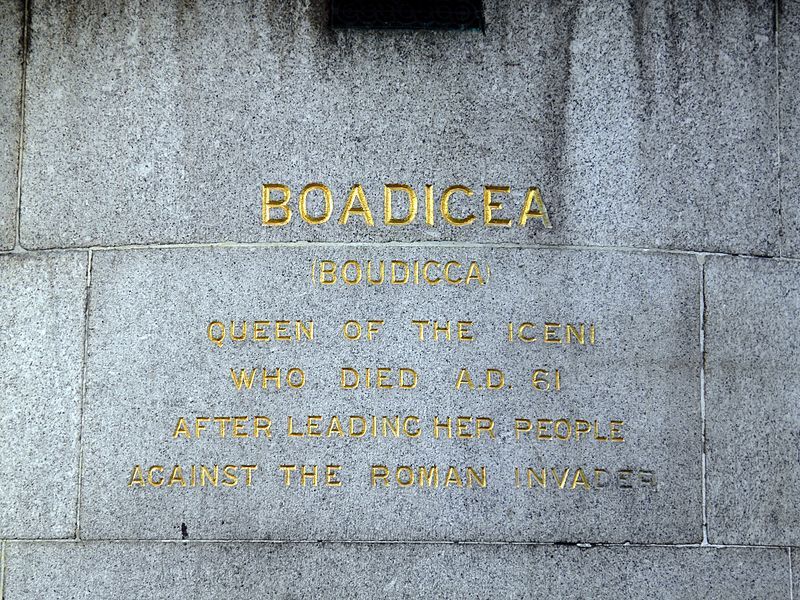 BOADICEA
(BOUDICCA)
QUEEN OF THE ICENI
WHO DIED A.D. 61
AFTER LEADING HER PEOPLE
AGAINST THE ROMAN INVADER